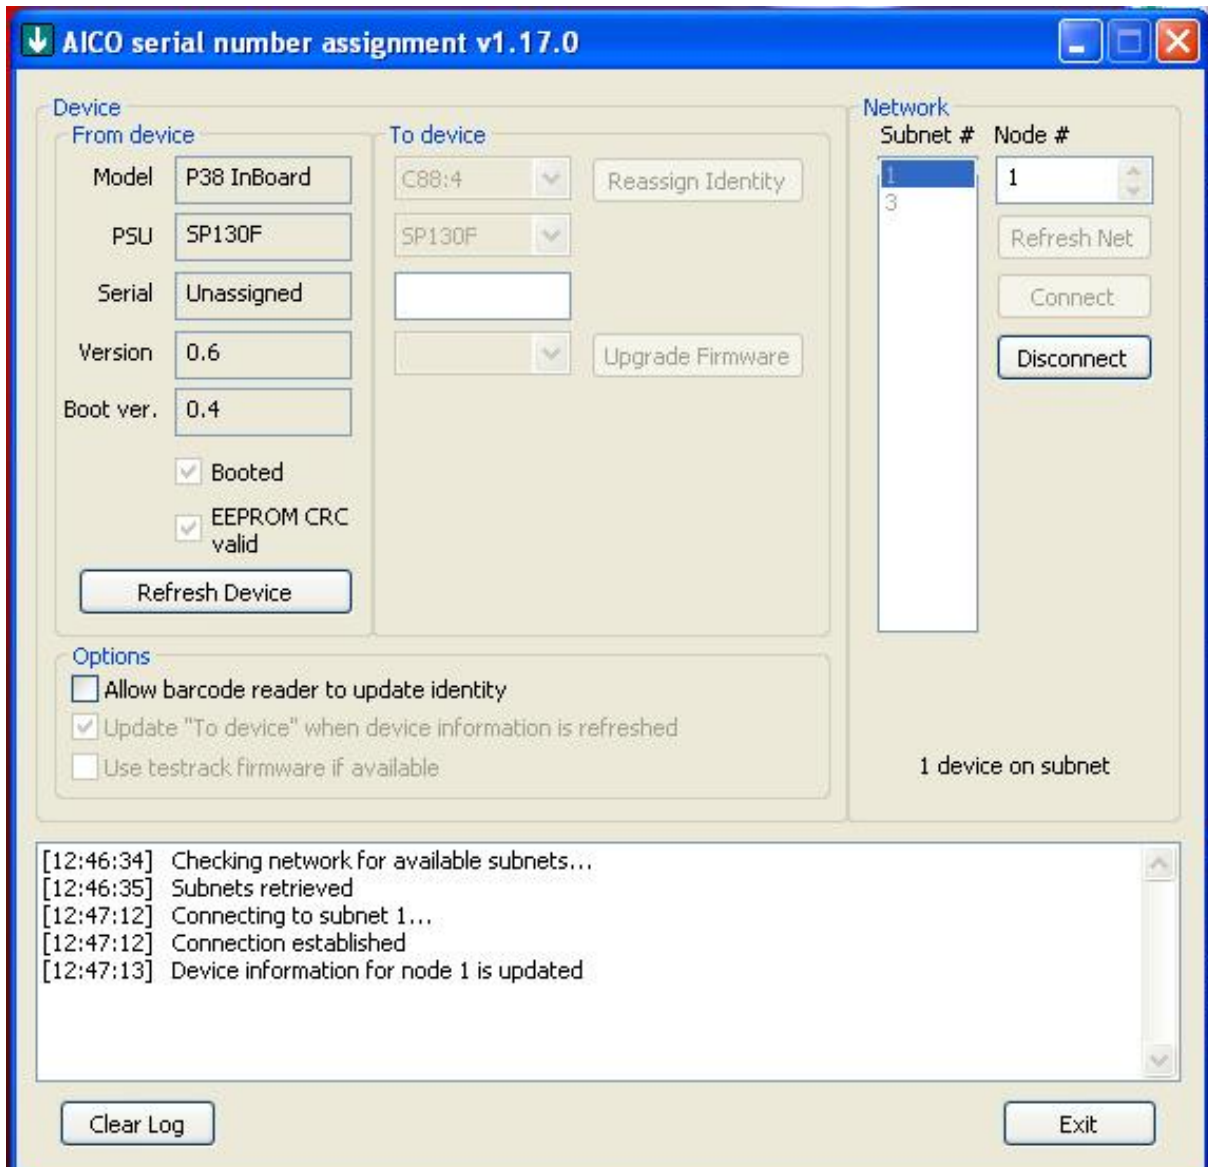 AICO serial number assignment v1.17.0
Device
From device
Model P38 InBoard
PSU SP130F
Serial Unassigned
Version 0.6
Boot ver. 0.4
Booted
EEPROM CRC
valid
Refresh Device
To device
C88:4 Reassign Identity
SP130F
Upgrade Firmware
Options
Allow barcode reader to update identity
Update "To device" when device information is refreshed
Use testrack firmware if available
Network
Subnet # Node #
1 1
3
Refresh Net
Connect
Disconnect
1 device on subnet
[12:46:34] Checking network for available subnets...
[12:46:35] Subnets retrieved
[12:47:12] Connecting to subnet 1...
[12:47:12] Connection established
[12:47:13] Device information for node 1 is updated
Clear Log Exit